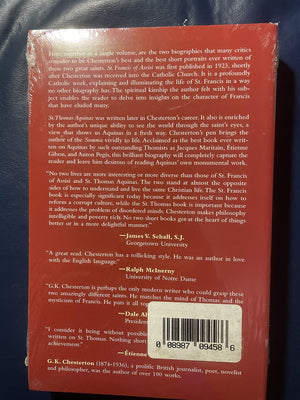 Here, together in a single volume, are the two biographies that many critics
consider to be Chesterton's best and the best short portraits ever written of
these two great saints. St. Francis of Assisi was first published in 1923, shortly
after Chesterton was received into the Catholic Church. It is a profoundly
Catholic work, explaining and illuminating the life of St. Francis in a way
no other biography has. The spiritual kinship the author felt with his sub-
ject enables the reader to delve into insights on the character of Francis
that have eluded many.
St. Thomas Aquinas was written later in Chesterton's career. It also is enriched
by the author's unique ability to see the world through the saint's eyes, a
view that shows us Aquinas in a fresh way. Chesterton's pen brings the
author of the Summa vividly to life. Acclaimed as the best book ever writ-
ten on Aquinas by such outstanding Thomists as Jacques Maritain, Etienne
Gilson, and Anton Pegis, this brilliant biography will completely capture the
reader and leave him desirous of reading Aquinas' own monumental work.
"No two lives are more interesting or more diverse than those of St. Francis
of Assisi and St. Thomas Aquinas. The two stand at almost the opposite
sides of how to understand and live the same Christian life. The St. Francis
book is especially significant today because it addresses itself on how to
reform a corrupt culture, while the St. Thomas book is important because
it addresses the problem of disordered minds. Chesterton makes philosophy
intelligible and poverty rich. No two short books get at the heart of things
better or in a more delightful manner."
—James V. Schall, S.J.
Georgetown University
"A great read. Chesterton has a rollicking style. He was an author in love
with the English language."
—Ralph McInerny
University of Notre Dame
"G.K. Chesterton is perhaps the only modern writer who could grasp these
two amazingly different saints. He matches the mind of Thomas and the
mysticism of Francis. He puts it all tog
—Dale Al
President
"I consider it being without possib
written on St. Thomas. Nothing short
achievement."
—Étienne
G.K. Chesterton (1874-1936), a prolific British journalist, poet, novelist
and philosopher, was the author of over 100 works.
0 08987 09458 6